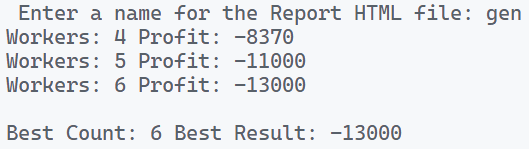 Enter a name for the Report HTML file: gen
Workers: 4 Profit: -8370
Workers: 5 Profit: -11000
Workers: 6 Profit: -13000
Best Count: 6 Best Result: -13000